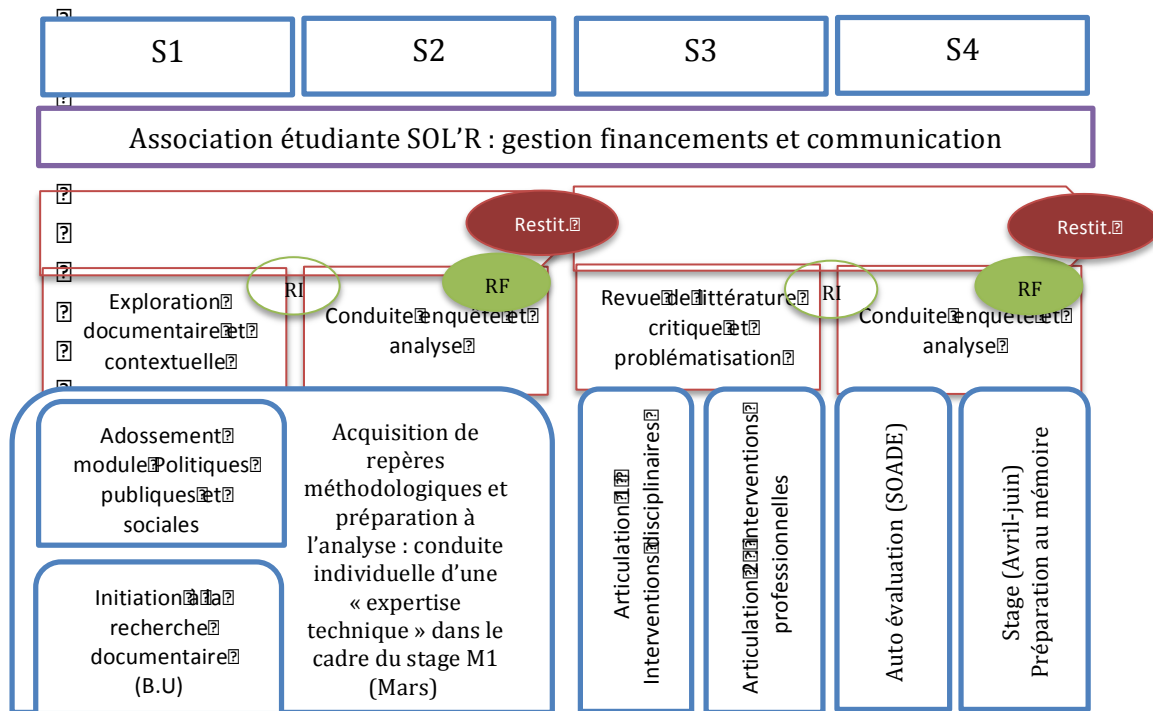 S1
S2
S3
S4
Association étudiante SOL'R : gestion financements et communication
Restit.
Restit.
RI
RF
RI
RF
Exploration
documentaire et
contextuelle
Conduite enquête et
analyse
Revue de littérature
critique et
problématisation
Conduite enquête et
analyse
Adossement
module Politiques
publiques et
sociales
Initiation à la
recherche
documentaire
(B.U)
Acquisition de
repères
méthodologiques et
préparation à
l'analyse : conduite
individuelle d'une
« expertise
technique » dans le
cadre du stage M1
(Mars)
Articulation 1
Interventions disciplinaires
Articulation 2 Interventions
professionnelles
Auto évaluation (SOADE)
Stage (Avril-juin)
Préparation au mémoire